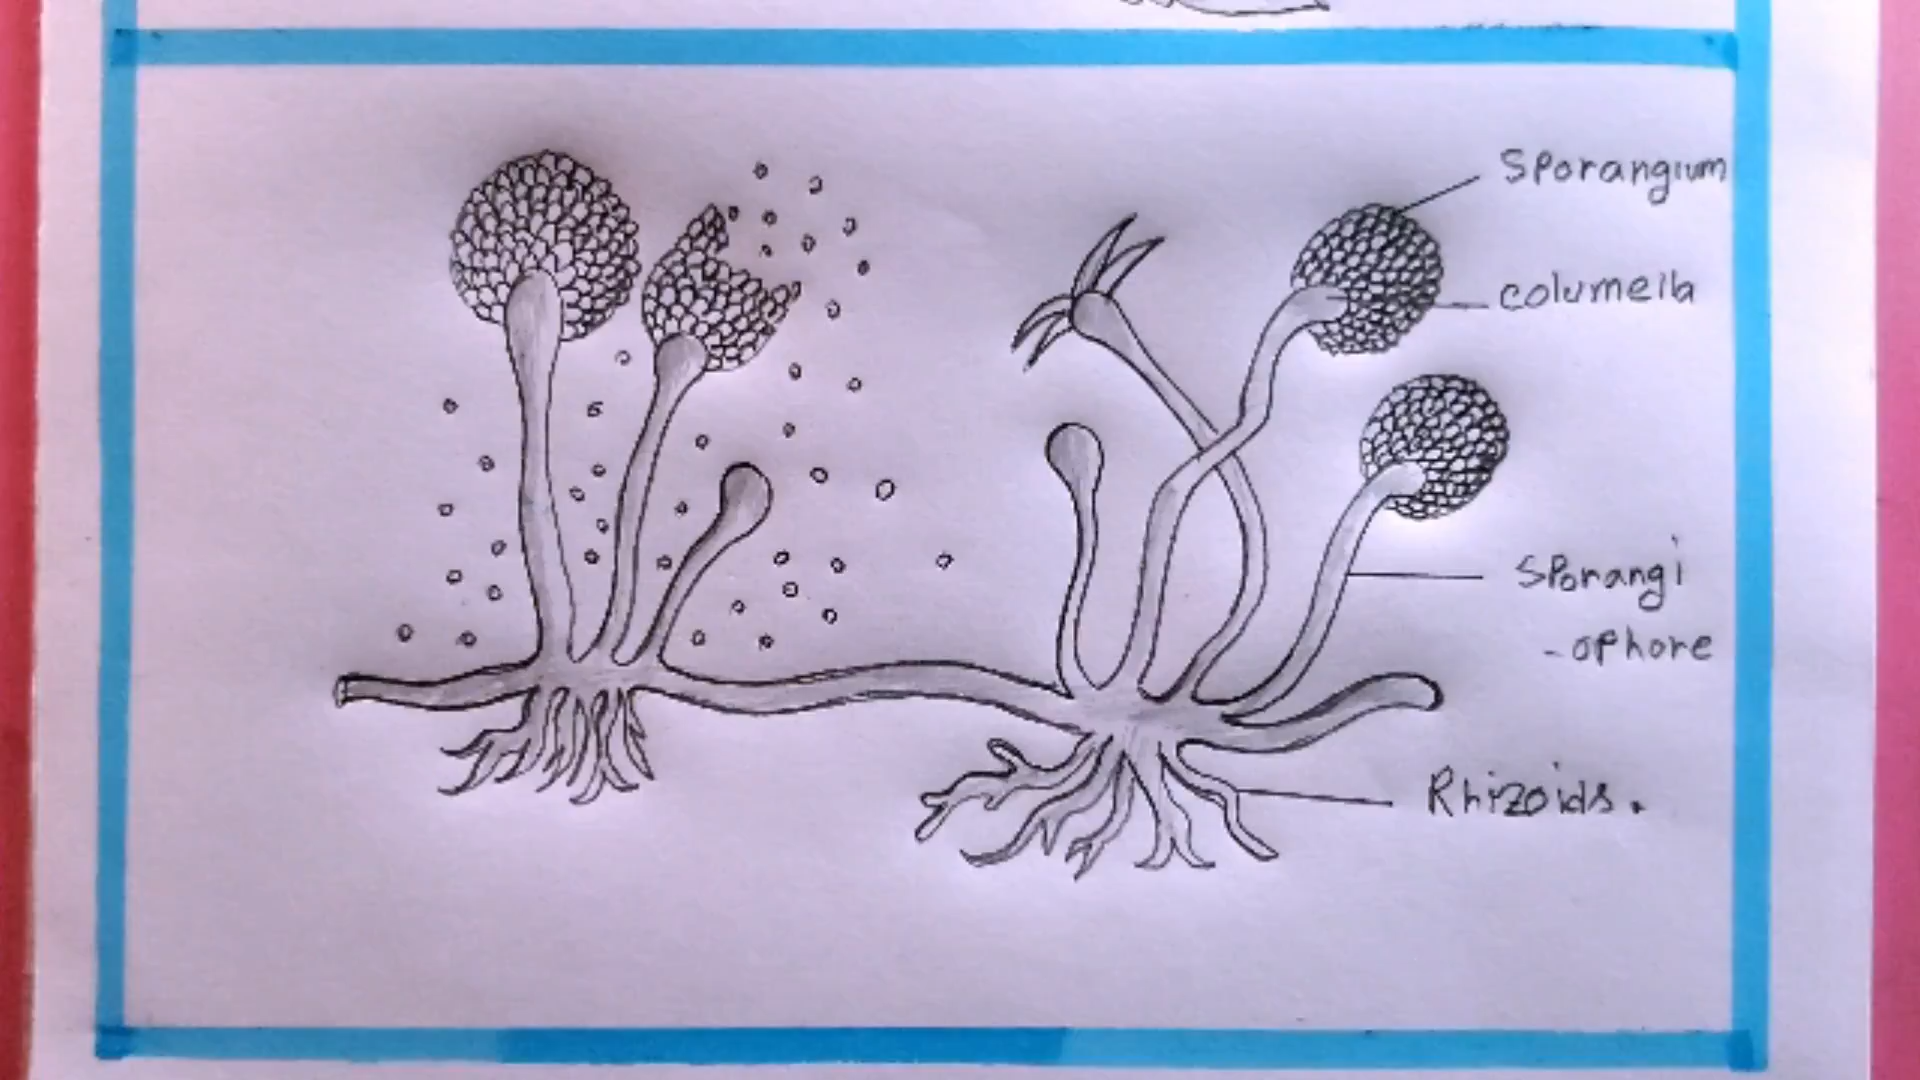 Sporangium
columella
Sporangi
-ophore
Rhizoids.